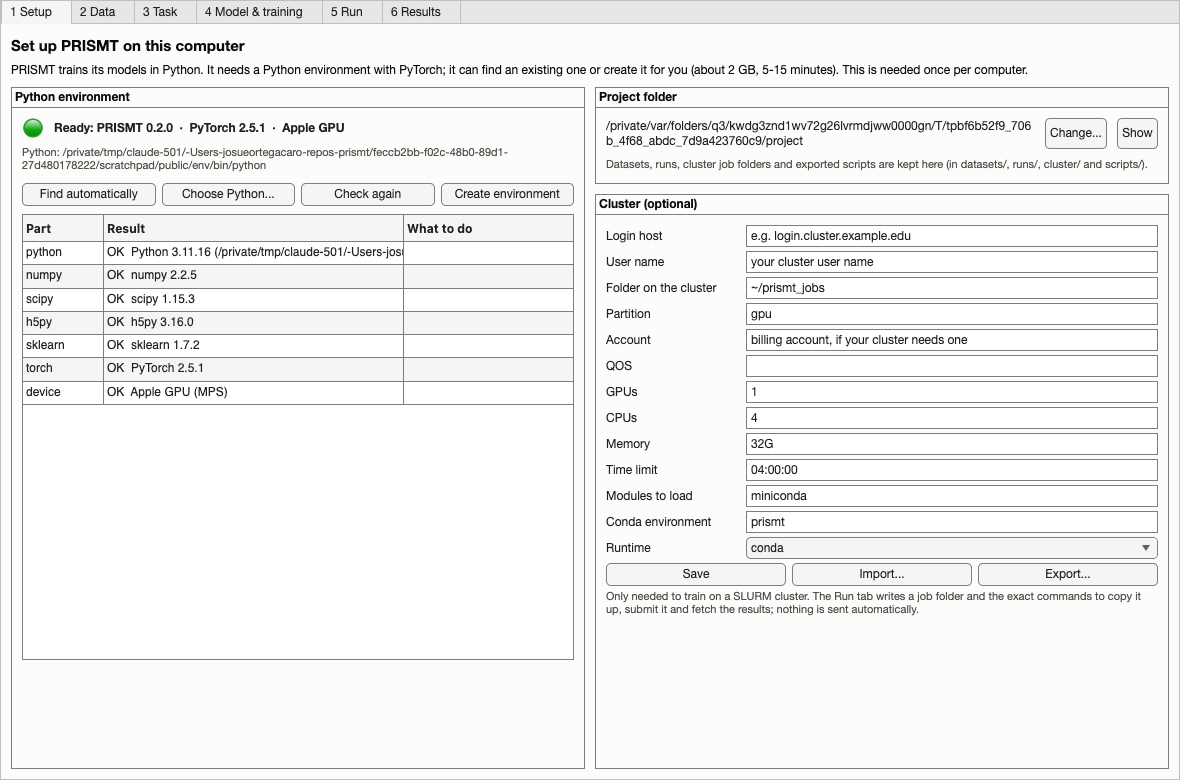 1 Setup
2 Data
3 Task
4 Model & training
5 Run
6 Results
Set up PRISMT on this computer
PRISMT trains its models in Python. It needs a Python environment with PyTorch; it can find an existing one or create it for you (about 2 GB, 5-15 minutes). This is needed once per computer.
Python environment
Ready: PRISMT 0.2.0 · PyTorch 2.5.1 · Apple GPU
Python: /private/tmp/claude-501/-Users-josueortegacaro-repos-prismt/feccb2bb-f02c-48b0-89d1-
27d480178222/scratchpad/public/env/bin/python
Find automatically
Choose Python...
Check again
Create environment
Part Result What to do
python OK Python 3.11.16 (/private/tmp/claude-501/-Users-josu
numpy OK numpy 2.2.5
scipy OK scipy 1.15.3
h5py OK h5py 3.16.0
sklearn OK sklearn 1.7.2
torch OK PyTorch 2.5.1
device OK Apple GPU (MPS)
Project folder
/private/var/folders/q3/kwdg3znd1wv72g26lvrmdjww0000gn/T/tpbf6b52f9_706
b_4f68_abdc_7d9a423760c9/project
Change...
Show
Datasets, runs, cluster job folders and exported scripts are kept here (in datasets/, runs/, cluster/ and scripts/).
Cluster (optional)
Login host e.g. login.cluster.example.edu
User name your cluster user name
Folder on the cluster ~/prismt_jobs
Partition gpu
Account billing account, if your cluster needs one
QOS
GPUs 1
CPUs 4
Memory 32G
Time limit 04:00:00
Modules to load miniconda
Conda environment prismt
Runtime conda
Save
Import...
Export...
Only needed to train on a SLURM cluster. The Run tab writes a job folder and the exact commands to copy it
up, submit it and fetch the results; nothing is sent automatically.